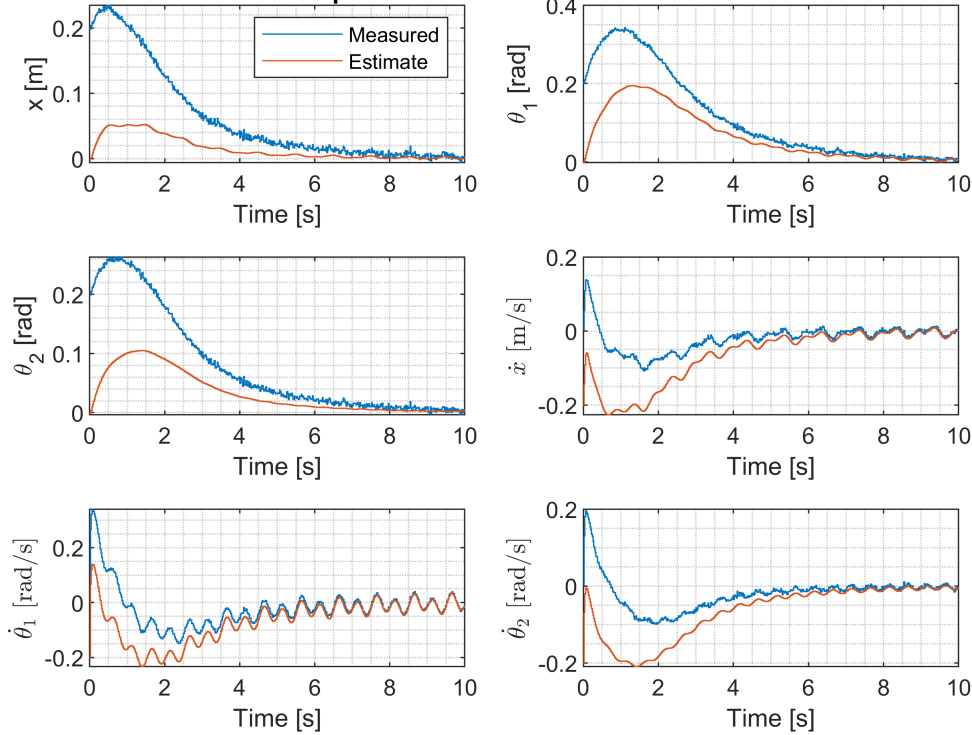 x [m]
0.2
0.1
0
0 2 4 6 8 10
Time [s]
Measured
Estimate
θ₁ [rad]
0.4
0.2
0
0 2 4 6 8 10
Time [s]
θ₂ [rad]
0.2
0.1
0
0 2 4 6 8 10
Time [s]
ẋ [m/s]
0.2
0
-0.2
0 2 4 6 8 10
Time [s]
θ̇₁ [rad/s]
0.2
0
-0.2
0 2 4 6 8 10
Time [s]
θ̇₂ [rad/s]
0.2
0
-0.2
0 2 4 6 8 10
Time [s]